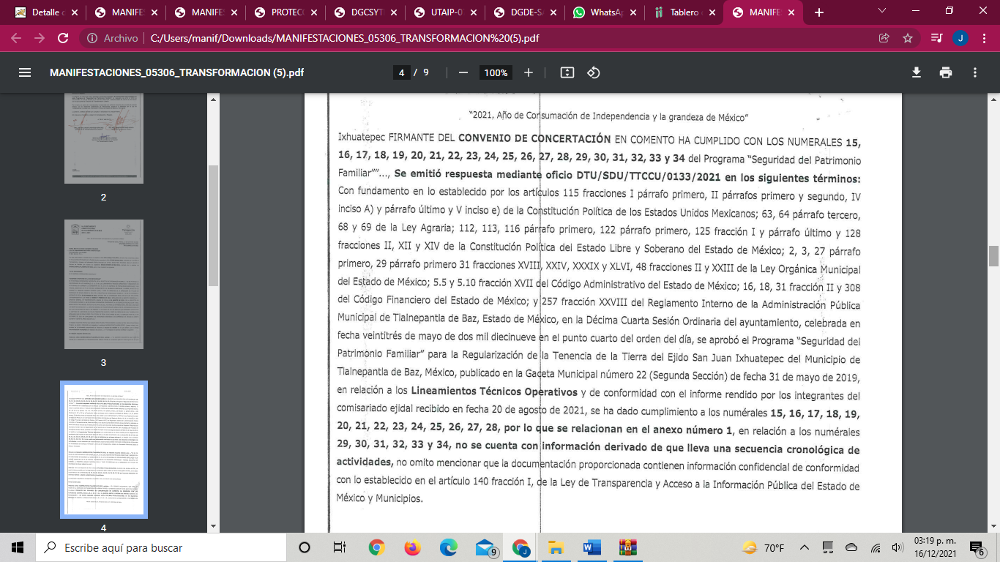 Detalle
MANIFES
MANIFES
PROTECC
DGCSYT
UTAIP-0
DGDE-SA
WhatsAp
Tablero
MANIFES
Archivo
C:/Users/manif/Downloads/MANIFESTACIONES_05306_TRANSFORMACION%20(5).pdf
J
MANIFESTACIONES_05306_TRANSFORMACION (5).pdf
4 / 9
100%
2
3
4
"2021, Año de Consumación de Independencia y la grandeza de México"
Ixhuatepec FIRMANTE DEL CONVENIO DE CONCERTACIÓN EN COMENTO HA CUMPLIDO CON LOS NUMERALES 15,
16, 17, 18, 19, 20, 21, 22, 23, 24, 25, 26, 27, 28, 29, 30, 31, 32, 33 y 34 del Programa "Seguridad del Patrimonio
Familiar""..., Se emitió respuesta mediante oficio DTU/SDU/TTCCU/0133/2021 en los siguientes términos:
Con fundamento en lo establecido por los artículos 115 fracciones I párrafo primero, II párrafos primero y segundo, IV
inciso A) y párrafo último y V inciso e) de la Constitución Política de los Estados Unidos Mexicanos; 63, 64 párrafo tercero,
68 y 69 de la Ley Agraria; 112, 113, 116 párrafo primero, 122 párrafo primero, 125 fracción I y párrafo último y 128
fracciones II, XII y XIV de la Constitución Política del Estado Libre y Soberano del Estado de México; 2, 3, 27 párrafo
primero, 29 párrafo primero 31 fracciones XVIII, XXIV, XXXIX y XLVI, 48 fracciones II y XXIII de la Ley Orgánica Municipal
del Estado de México; 5.5 y 5.10 fracción XVII del Código Administrativo del Estado de México; 16, 18, 31 fracción II y 308
del Código Financiero del Estado de México; y 257 fracción XXVIII del Reglamento Interno de la Administración Pública
Municipal de Tlalnepantla de Baz, Estado de México, en la Décima Cuarta Sesión Ordinaria del ayuntamiento, celebrada en
fecha veintitrés de mayo de dos mil diecinueve en el punto cuarto del orden del día, se aprobó el Programa "Seguridad del
Patrimonio Familiar" para la Regularización de la Tenencia de la Tierra del Ejido San Juan Ixhuatepec del Municipio de
Tlalnepantla de Baz, México, publicado en la Gaceta Municipal número 22 (Segunda Sección) de fecha 31 de mayo de 2019,
en relación a los Lineamientos Técnicos Operativos y de conformidad con el informe rendido por los integrantes del
comisariado ejidal recibido en fecha 20 de agosto de 2021, se ha dado cumplimiento a los numérales 15, 16, 17, 18, 19,
20, 21, 22, 23, 24, 25, 26, 27, 28, por lo que se relacionan en el anexo número 1, en relación a los numérales
29, 30, 31, 32, 33 y 34, no se cuenta con información derivado de que lleva una secuencia cronológica de
actividades, no omito mencionar que la documentación proporcionada contienen información confidencial de conformidad
con lo establecido en el artículo 140 fracción I, de la Ley de Transparencia y Acceso a la Información Pública del Estado de
México y Municipios.
Escribe aquí para buscar
9
J
70°F
03:19 p. m.
16/12/2021
6